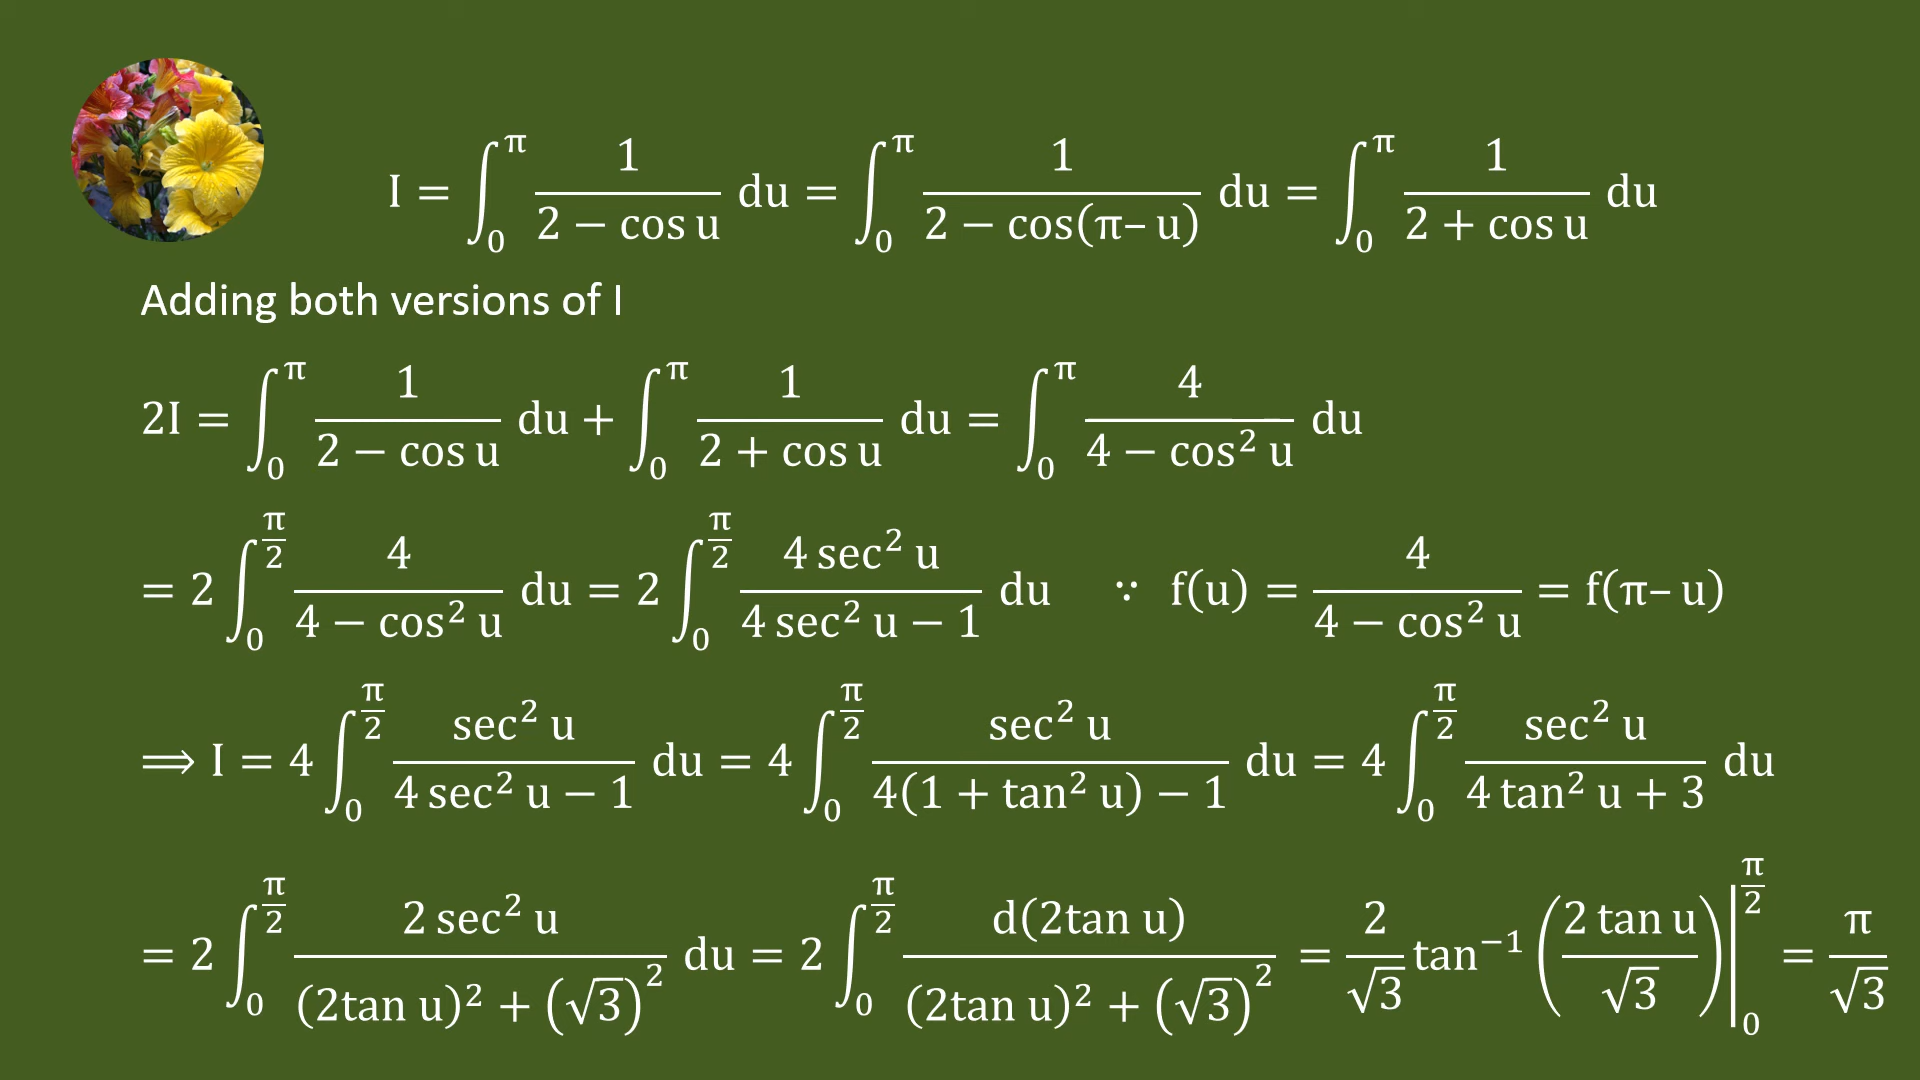 I = ∫₀^π 1/(2 − cos u) du = ∫₀^π 1/(2 − cos(π– u)) du = ∫₀^π 1/(2 + cos u) du
Adding both versions of I
2I = ∫₀^π 1/(2 − cos u) du + ∫₀^π 1/(2 + cos u) du = ∫₀^π 4/(4 − cos² u) du
= 2 ∫₀^(π/2) 4/(4 − cos² u) du = 2 ∫₀^(π/2) (4 sec² u)/(4 sec² u − 1) du ∵ f(u) = 4/(4 − cos² u) = f(π– u)
⟹ I = 4 ∫₀^(π/2) (sec² u)/(4 sec² u − 1) du = 4 ∫₀^(π/2) (sec² u)/(4(1 + tan² u) − 1) du = 4 ∫₀^(π/2) (sec² u)/(4 tan² u + 3) du
= 2 ∫₀^(π/2) (2 sec² u)/((2tan u)² + (√3)²) du = 2 ∫₀^(π/2) d(2tan u)/((2tan u)² + (√3)²) = 2/√3 tan⁻¹ ((2 tan u)/√3) |₀^(π/2) = π/√3